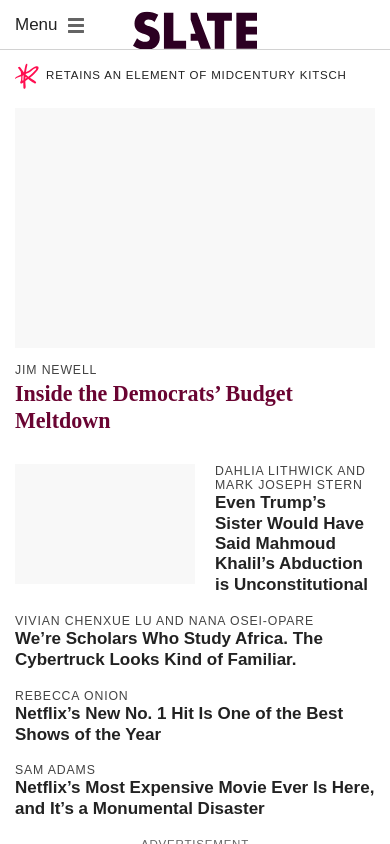 Menu
SLATE
RETAINS AN ELEMENT OF MIDCENTURY KITSCH
JIM NEWELL
Inside the Democrats’ Budget
Meltdown
DAHLIA LITHWICK AND
MARK JOSEPH STERN
Even Trump’s
Sister Would Have
Said Mahmoud
Khalil’s Abduction
is Unconstitutional
VIVIAN CHENXUE LU AND NANA OSEI-OPARE
We’re Scholars Who Study Africa. The
Cybertruck Looks Kind of Familiar.
REBECCA ONION
Netflix’s New No. 1 Hit Is One of the Best
Shows of the Year
SAM ADAMS
Netflix’s Most Expensive Movie Ever Is Here,
and It’s a Monumental Disaster
ADVERTISEMENT